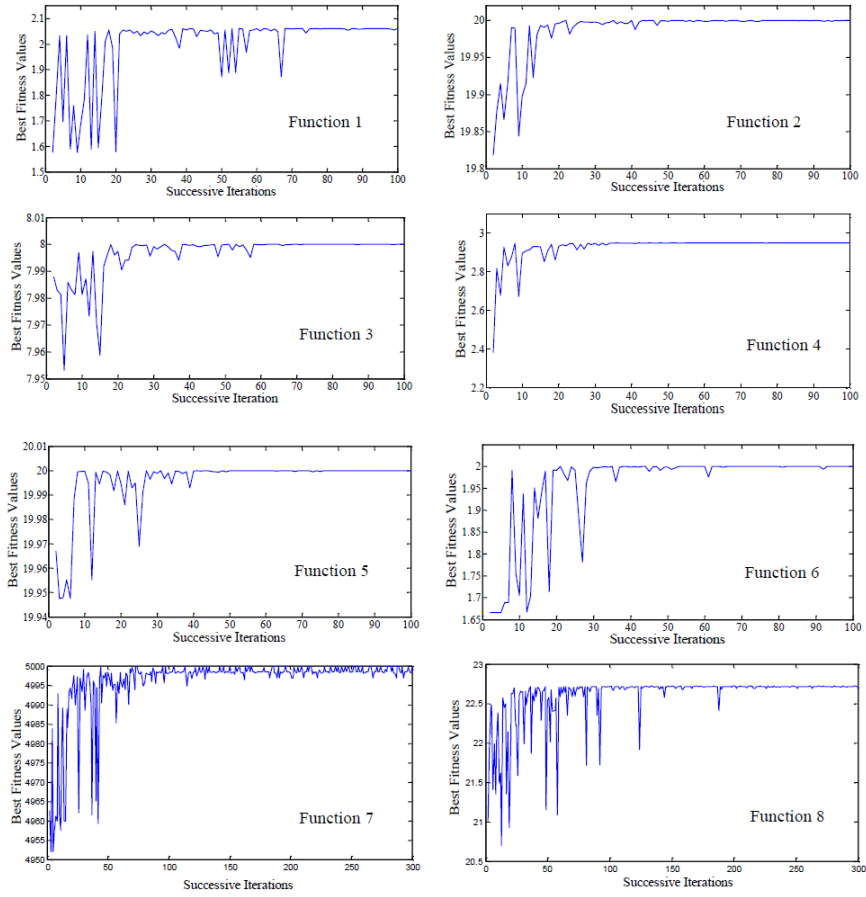 2.1
2
1.9
1.8
1.7
1.6
1.5
Best Fitness Values
Function 1
0 10 20 30 40 50 60 70 80 90 100
Successive Iterations
20
19.95
19.9
19.85
19.8
Best Fitness Values
Function 2
0 10 20 30 40 50 60 70 80 90 100
Successive Iterations
8.01
8
7.99
7.98
7.97
7.96
7.95
Best Fitness Values
Function 3
0 10 20 30 40 50 60 70 80 90 100
Successive Iteration
3
2.8
2.6
2.4
2.2
Best Fitness Values
Function 4
0 10 20 30 40 50 60 70 80 90 100
Successive Iterations
20.01
20
19.99
19.98
19.97
19.96
19.95
19.94
Best Fitness Values
Function 5
0 10 20 30 40 50 60 70 80 90 100
Successive Iterations
2
1.95
1.9
1.85
1.8
1.75
1.7
1.65
Best Fitness Values
Function 6
0 10 20 30 40 50 60 70 80 90 100
Successive Iterations
5000
4995
4990
4985
4980
4975
4970
4965
4960
4955
4950
Best Fitness Values
Function 7
0 50 100 150 200 250 300
Successive Iterations
23
22.5
22
21.5
21
20.5
Best Fitness Values
Function 8
0 50 100 150 200 250 300
Successive Iterations